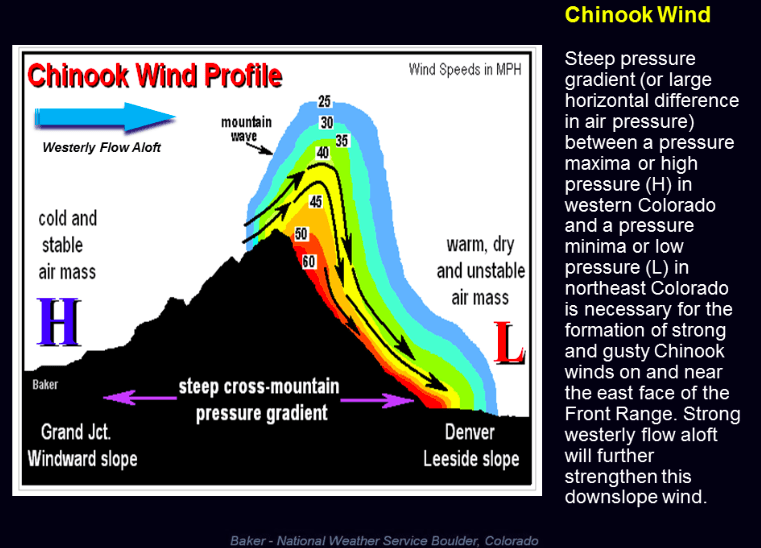 Chinook Wind
Chinook Wind Profile
Wind Speeds in MPH
Westerly Flow Aloft
mountain
wave
25
30
35
40
45
50
60
cold and
stable
air mass
H
warm, dry
and unstable
air mass
L
Baker
steep cross-mountain
pressure gradient
Grand Jct.
Windward slope
Denver
Leeside slope
Steep pressure
gradient (or large
horizontal difference
in air pressure)
between a pressure
maxima or high
pressure (H) in
western Colorado
and a pressure
minima or low
pressure (L) in
northeast Colorado
is necessary for the
formation of strong
and gusty Chinook
winds on and near
the east face of the
Front Range. Strong
westerly flow aloft
will further
strengthen this
downslope wind.
Baker - National Weather Service Boulder, Colorado